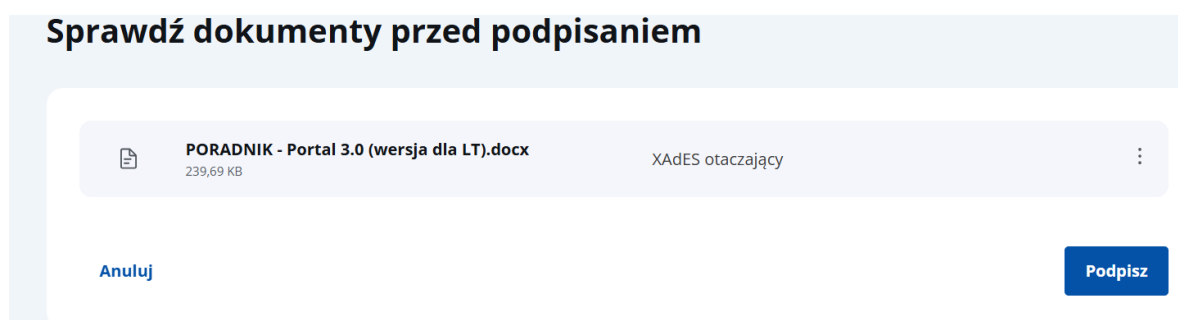 Sprawdź dokumenty przed podpisaniem
PORADNIK - Portal 3.0 (wersja dla LT).docx
239,69 KB
XAdES otaczający
Anuluj
Podpisz